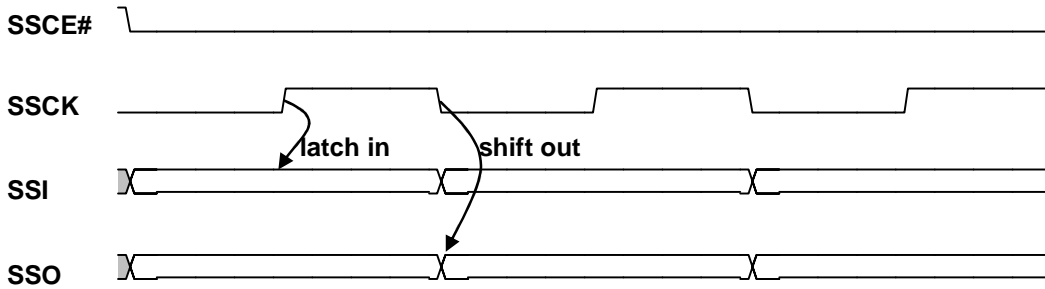 SSCE#
SSCK
latch in
shift out
SSI
SSO